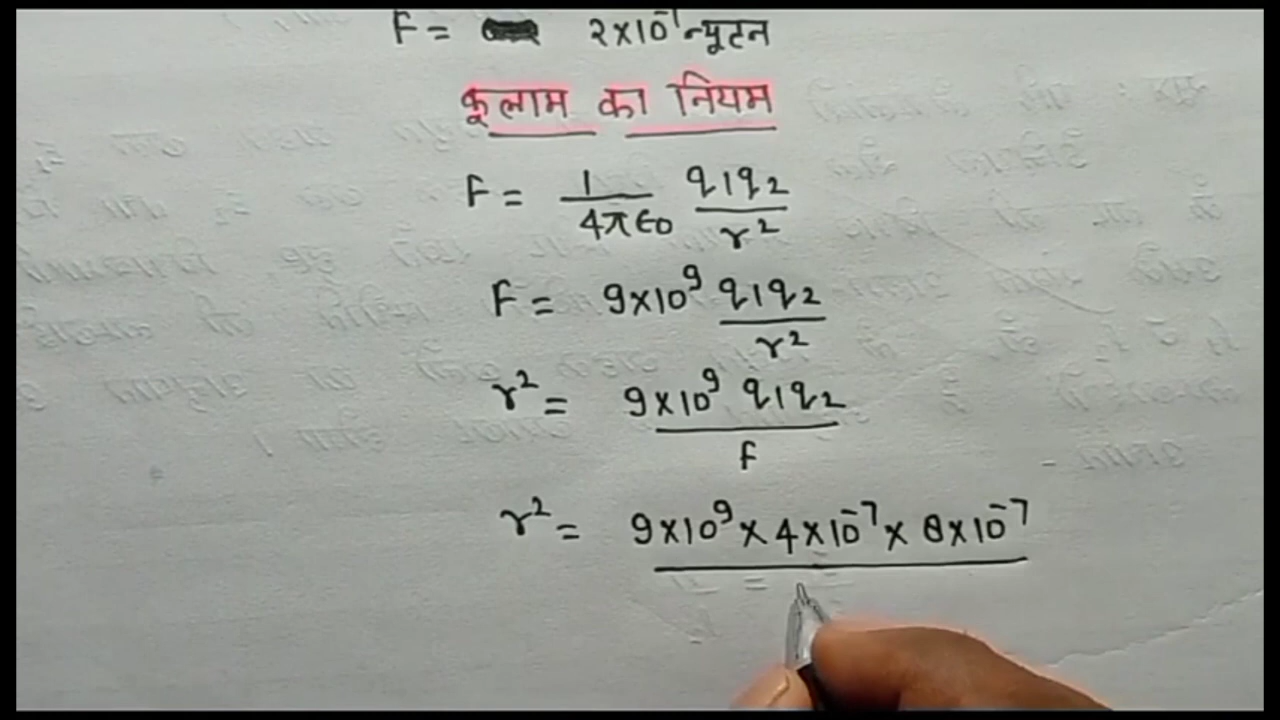 F = २×10⁻¹ न्यूटन
कूलाम का नियम
F = 1/4πϵ0 q1q2/r²
F = 9×10⁹ q1q2/r²
r² = 9×10⁹ q1q2/F
r² = 9×10⁹ × 4×10⁻⁷ × 8×10⁻⁷